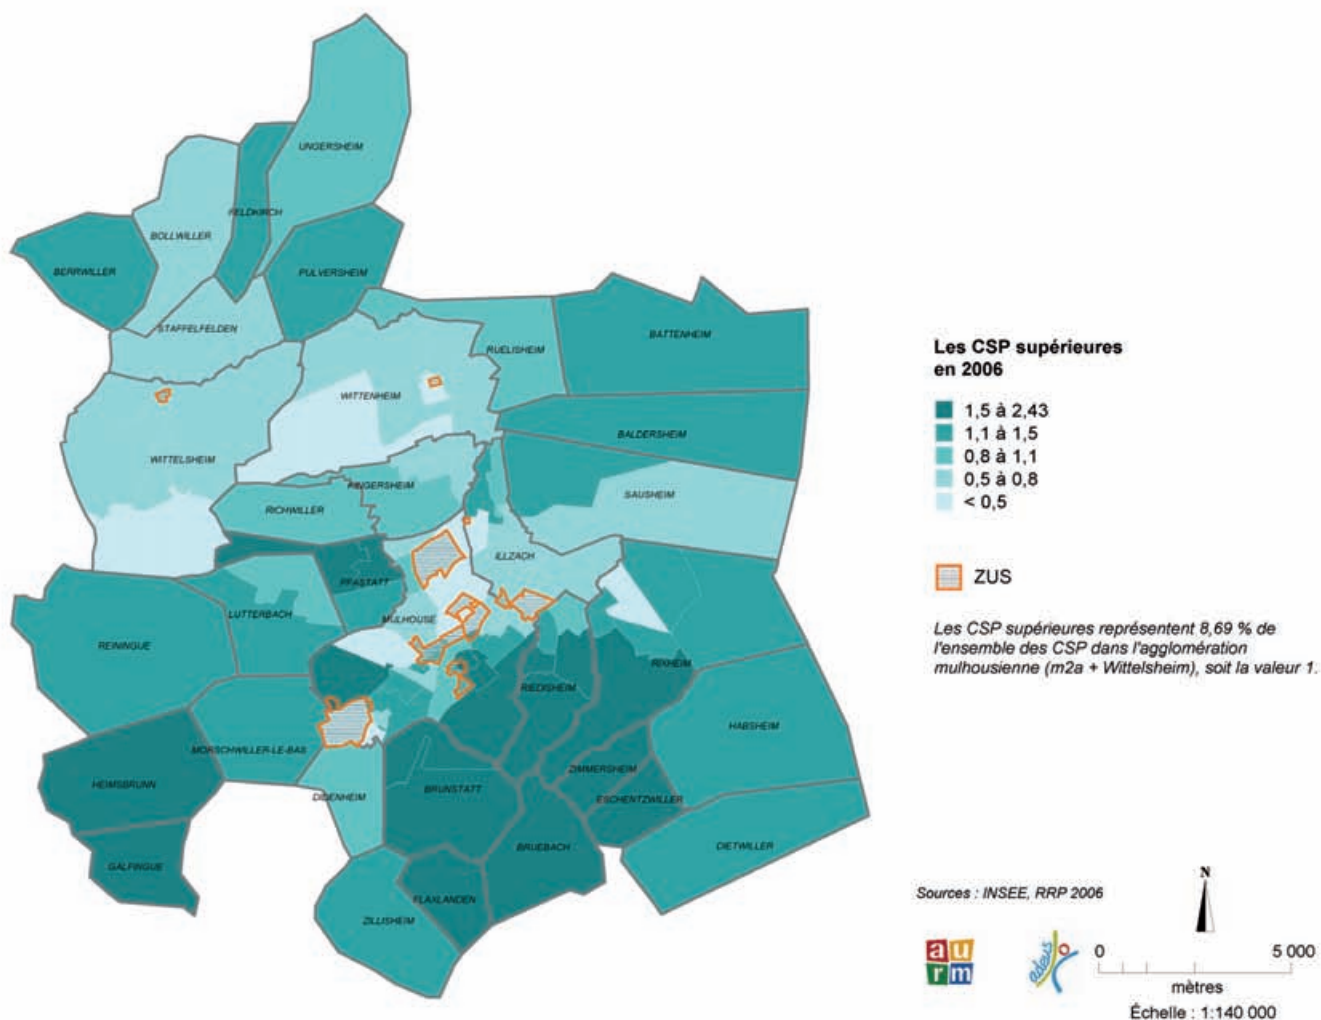 UNGERSHEIM
FELDKIRCH
BOLLWILLER
BERRWILLER
PULVERSHEIM
STAFFELFELDEN
BATTENHEIM
RUELISHEIM
WITTENHEIM
BALDERSHEIM
WITTELSHEIM
KINGERSHEIM
SAUSHEIM
RICHWILLER
ILLZACH
PFASTATT
LUTTERBACH
MULHOUSE
REININGUE
RIXHEIM
RIEDISHEIM
HABSHEIM
MORSCHWILLER-LE-BAS
ZIMMERSHEIM
HEIMSBRUNN
BRUNSTATT
DIDENHEIM
ESCHENTZWILLER
BRUEBACH
DIETWILLER
GALFINGUE
FLAXLANDEN
ZILLISHEIM
Les CSP supérieures
en 2006
1,5 à 2,43
1,1 à 1,5
0,8 à 1,1
0,5 à 0,8
< 0,5
ZUS
Les CSP supérieures représentent 8,69 % de
l'ensemble des CSP dans l'agglomération
mulhousienne (m2a + Wittelsheim), soit la valeur 1.
Sources : INSEE, RRP 2006
N
au
rm
adeus
0 5 000
mètres
Échelle : 1:140 000